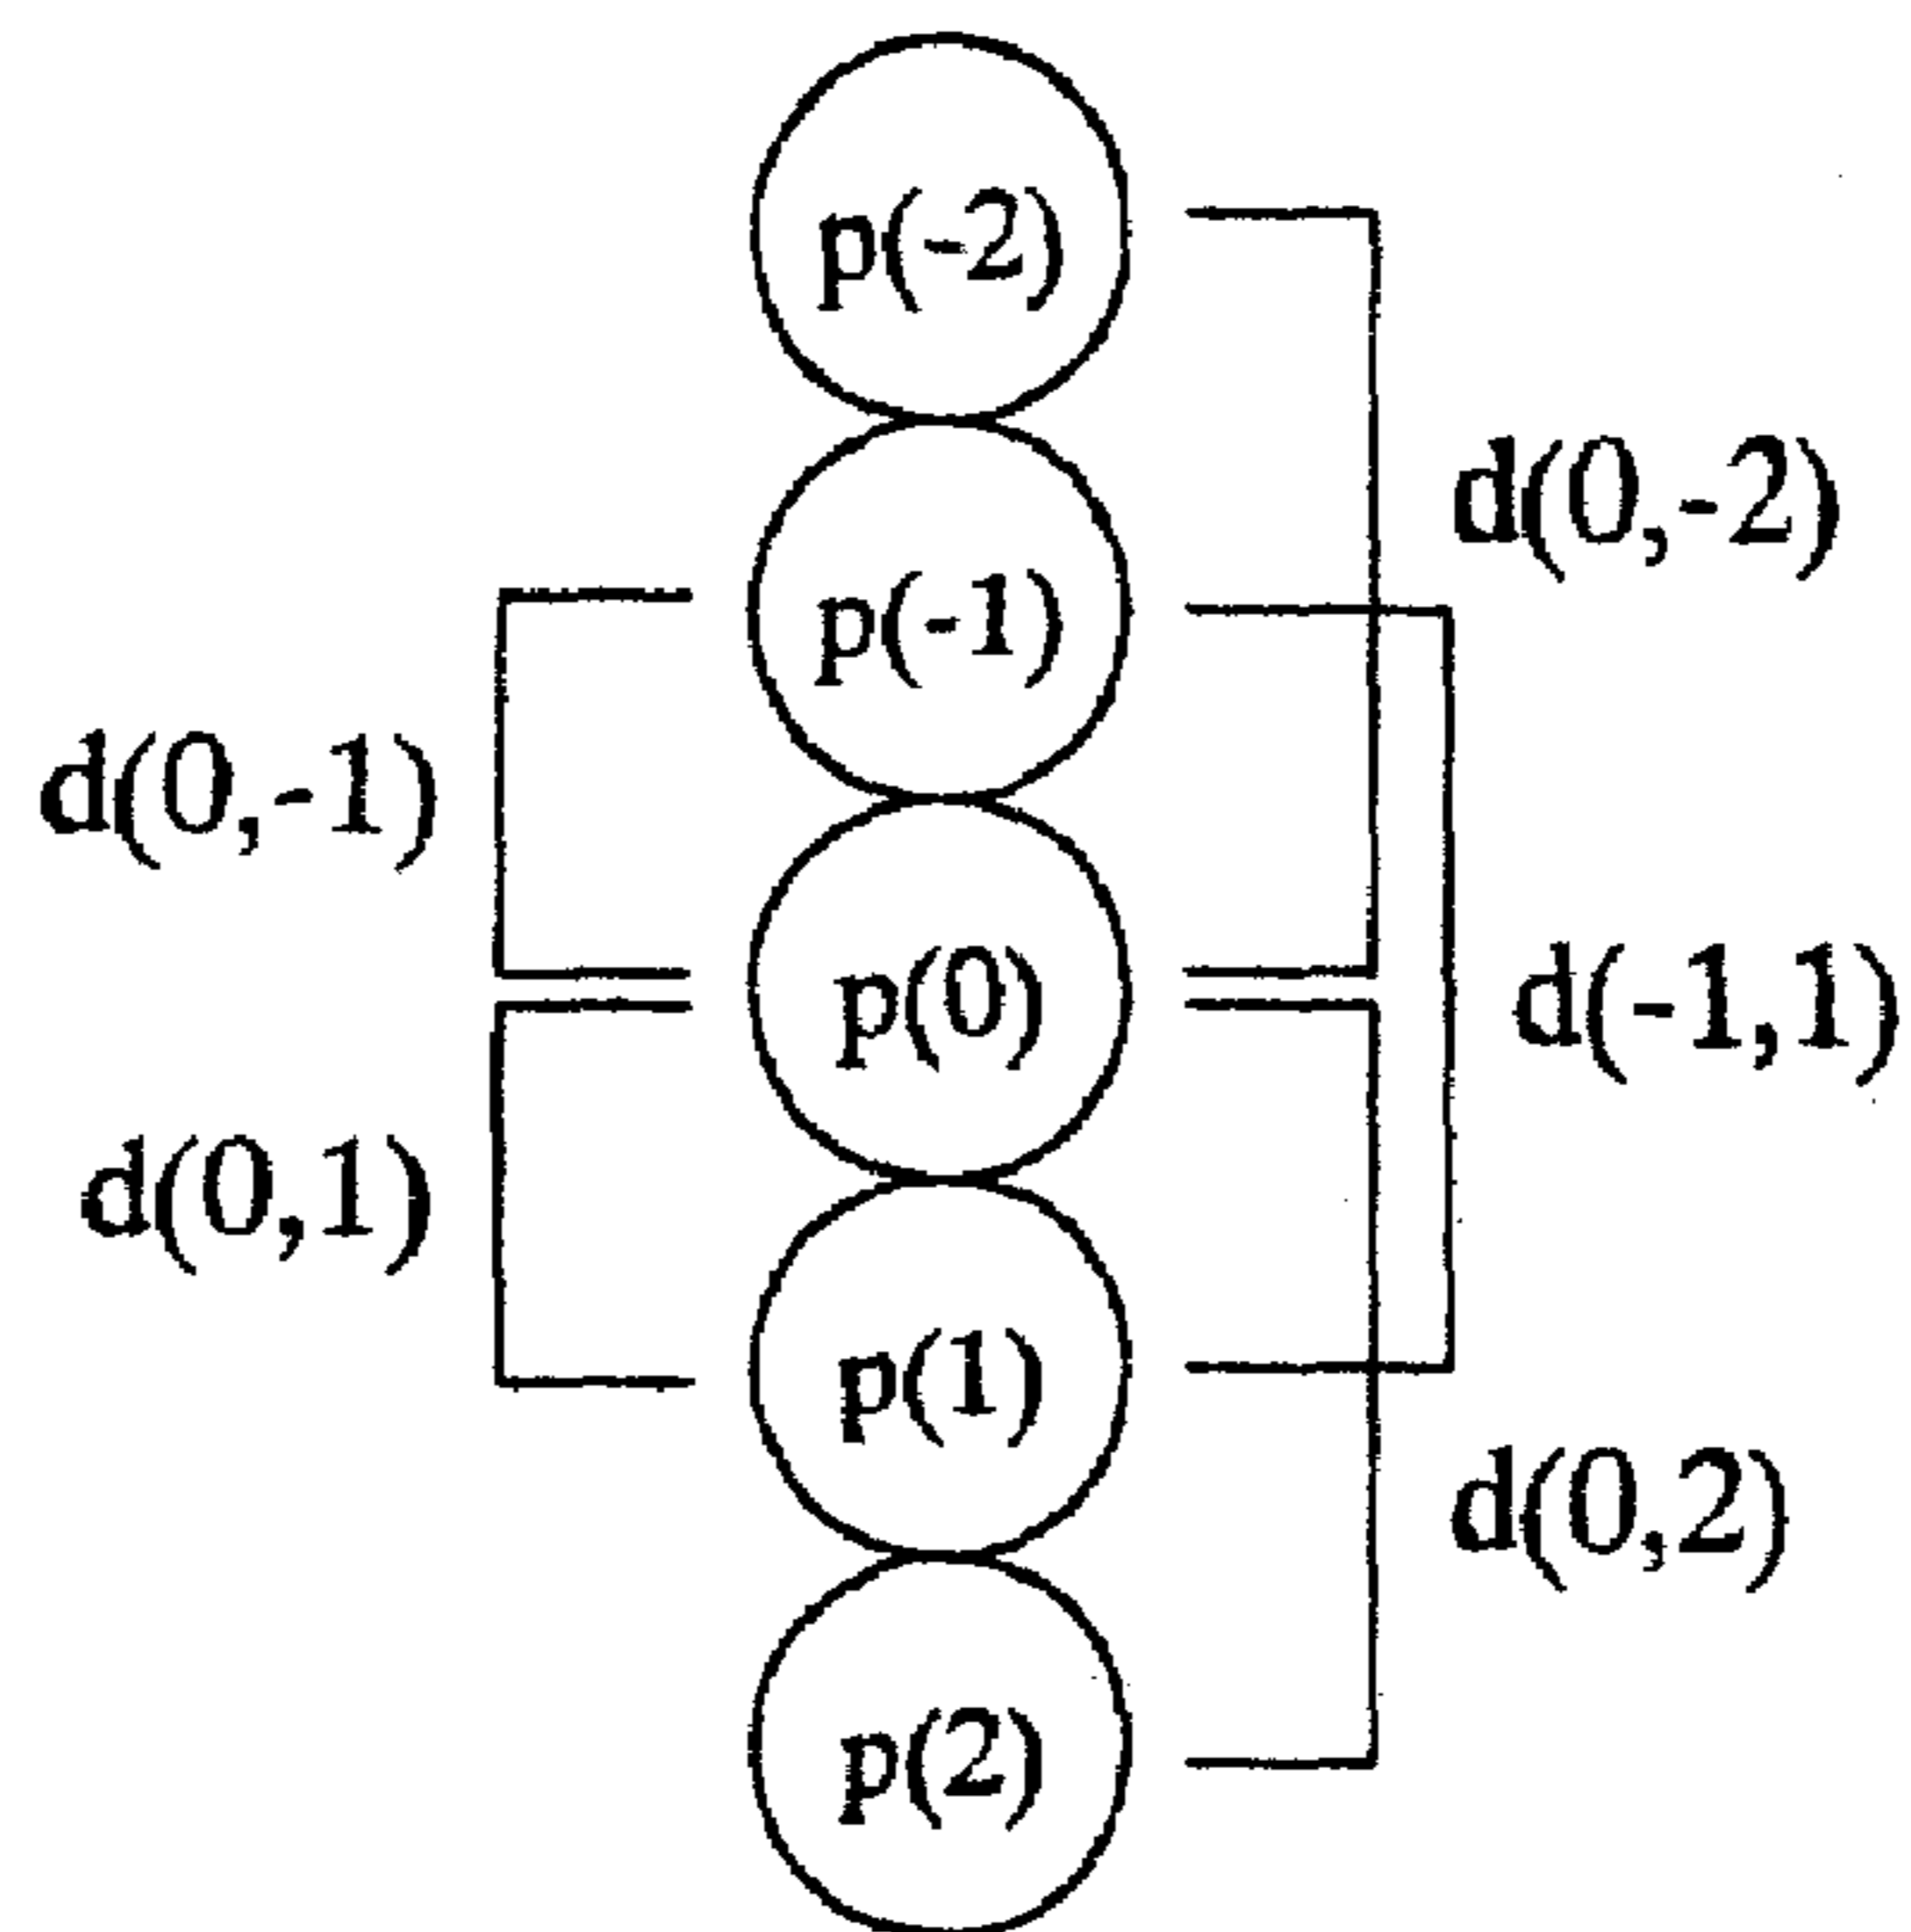 p(-2)
d(0,-2)
p(-1)
d(0,-1)
p(0)
d(-1,1)
d(0,1)
p(1)
d(0,2)
p(2)